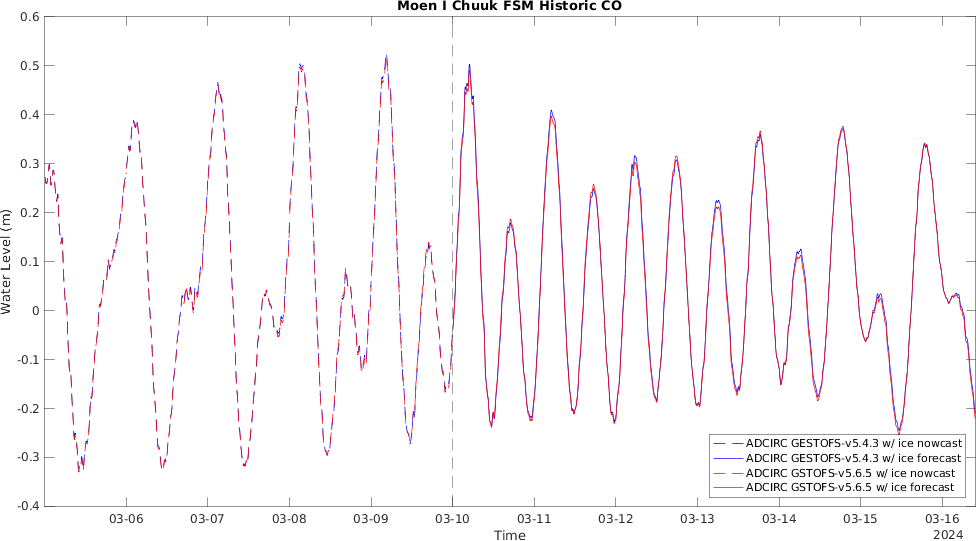 Moen I Chuuk FSM Historic CO
0.6
0.5
0.4
0.3
0.2
0.1
0
-0.1
-0.2
-0.3
-0.4
Water Level (m)
ADCIRC GESTOFS-v5.4.3 w/ ice nowcast
ADCIRC GESTOFS-v5.4.3 w/ ice forecast
ADCIRC GSTOFS-v5.6.5 w/ ice nowcast
ADCIRC GSTOFS-v5.6.5 w/ ice forecast
03-06 03-07 03-08 03-09 03-10 03-11 03-12 03-13 03-14 03-15 03-16
Time
2024